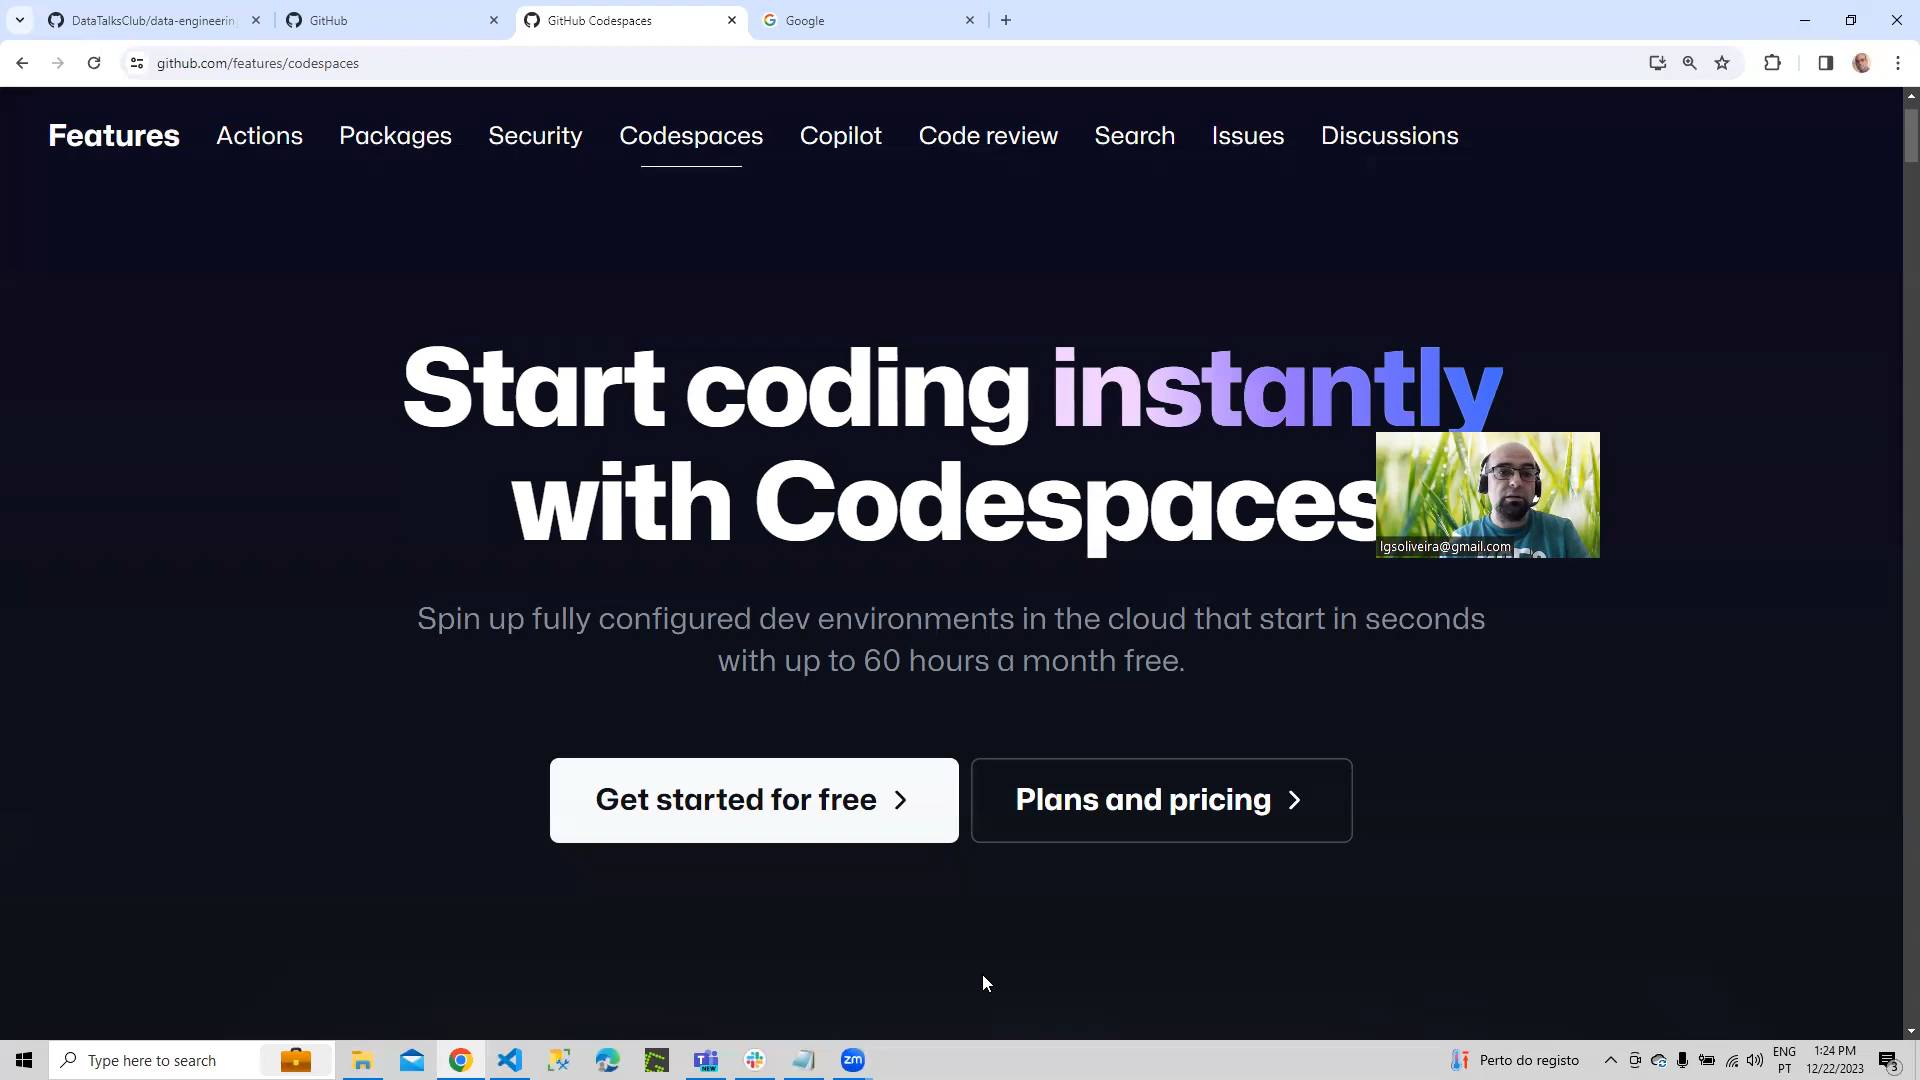 DataTalksClub/data-engineerin
GitHub
GitHub Codespaces
Google
github.com/features/codespaces
Features
Actions
Packages
Security
Codespaces
Copilot
Code review
Search
Issues
Discussions
Start coding instantly
with Codespaces
lgsoliveira@gmail.com
Spin up fully configured dev environments in the cloud that start in seconds
with up to 60 hours a month free.
Get started for free
Plans and pricing
Type here to search
NEW
zm
Perto do registo
ENG
PT
1:24 PM
12/22/2023
3